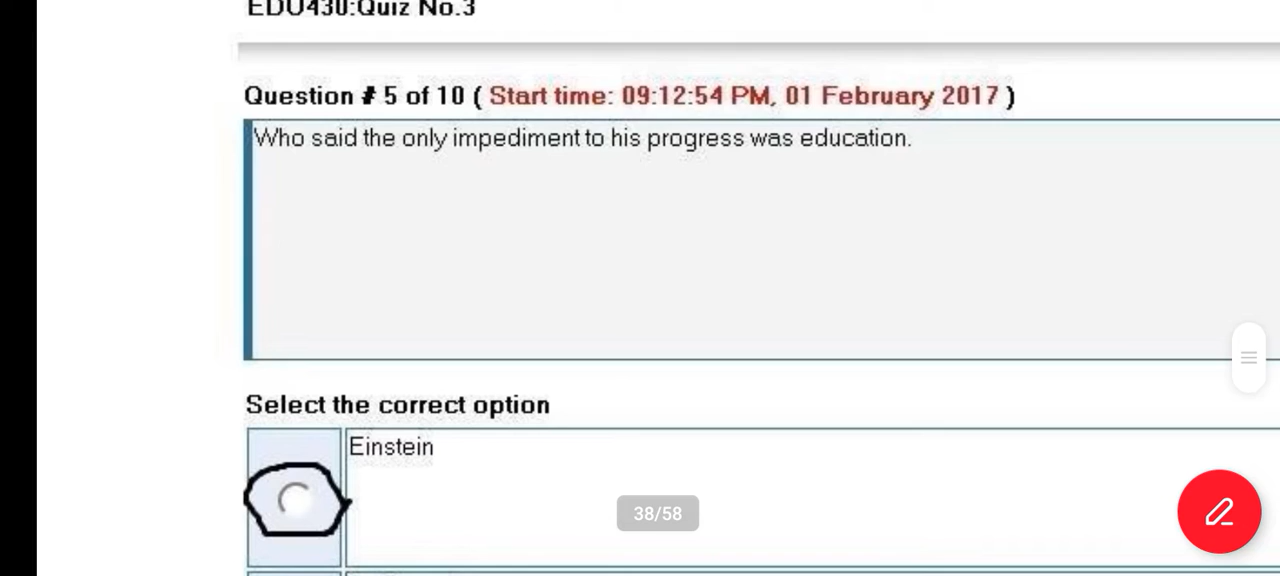 EDU430:Quiz No.3
Question # 5 of 10 ( Start time: 09:12:54 PM, 01 February 2017 )
Who said the only impediment to his progress was education.
Select the correct option
Einstein
38/58